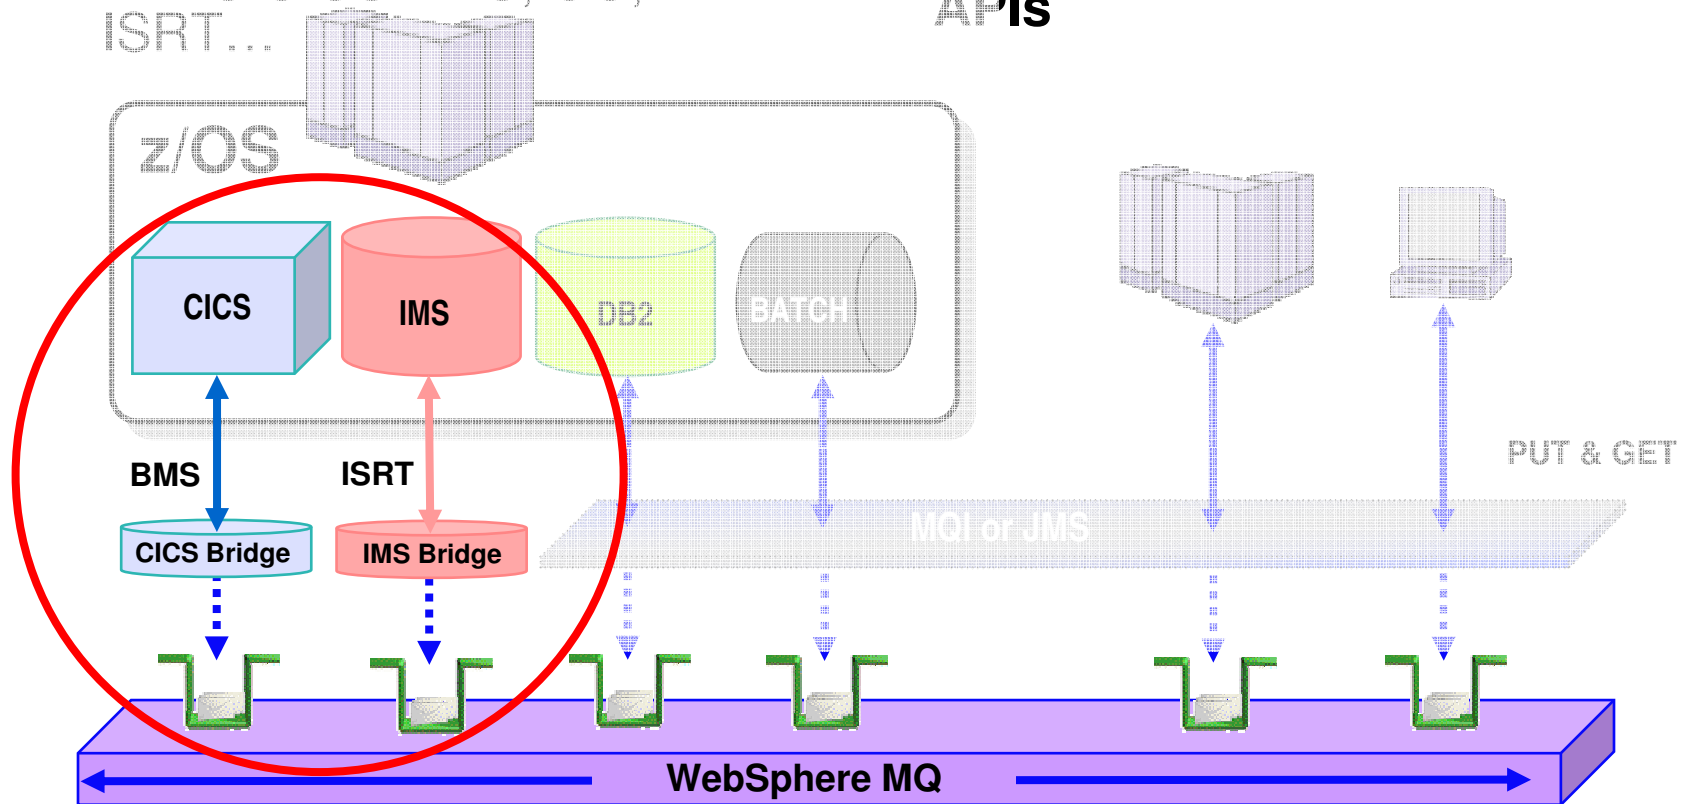 APIs
ISRT...
z/OS
CICS
IMS
DB2
BATCH
BMS
ISRT
PUT & GET
MQI or JMS
CICS Bridge
IMS Bridge
WebSphere MQ